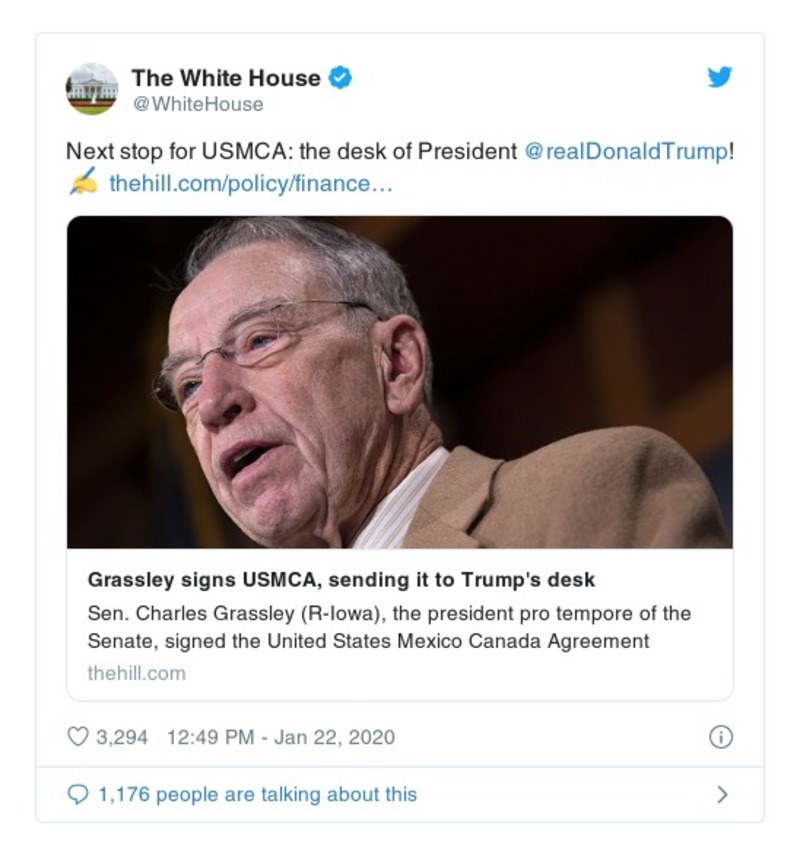 The White House
@WhiteHouse
Next stop for USMCA: the desk of President @realDonaldTrump!
✍️ thehill.com/policy/finance…
Grassley signs USMCA, sending it to Trump's desk
Sen. Charles Grassley (R-Iowa), the president pro tempore of the
Senate, signed the United States Mexico Canada Agreement
thehill.com
3,294 12:49 PM - Jan 22, 2020
1,176 people are talking about this